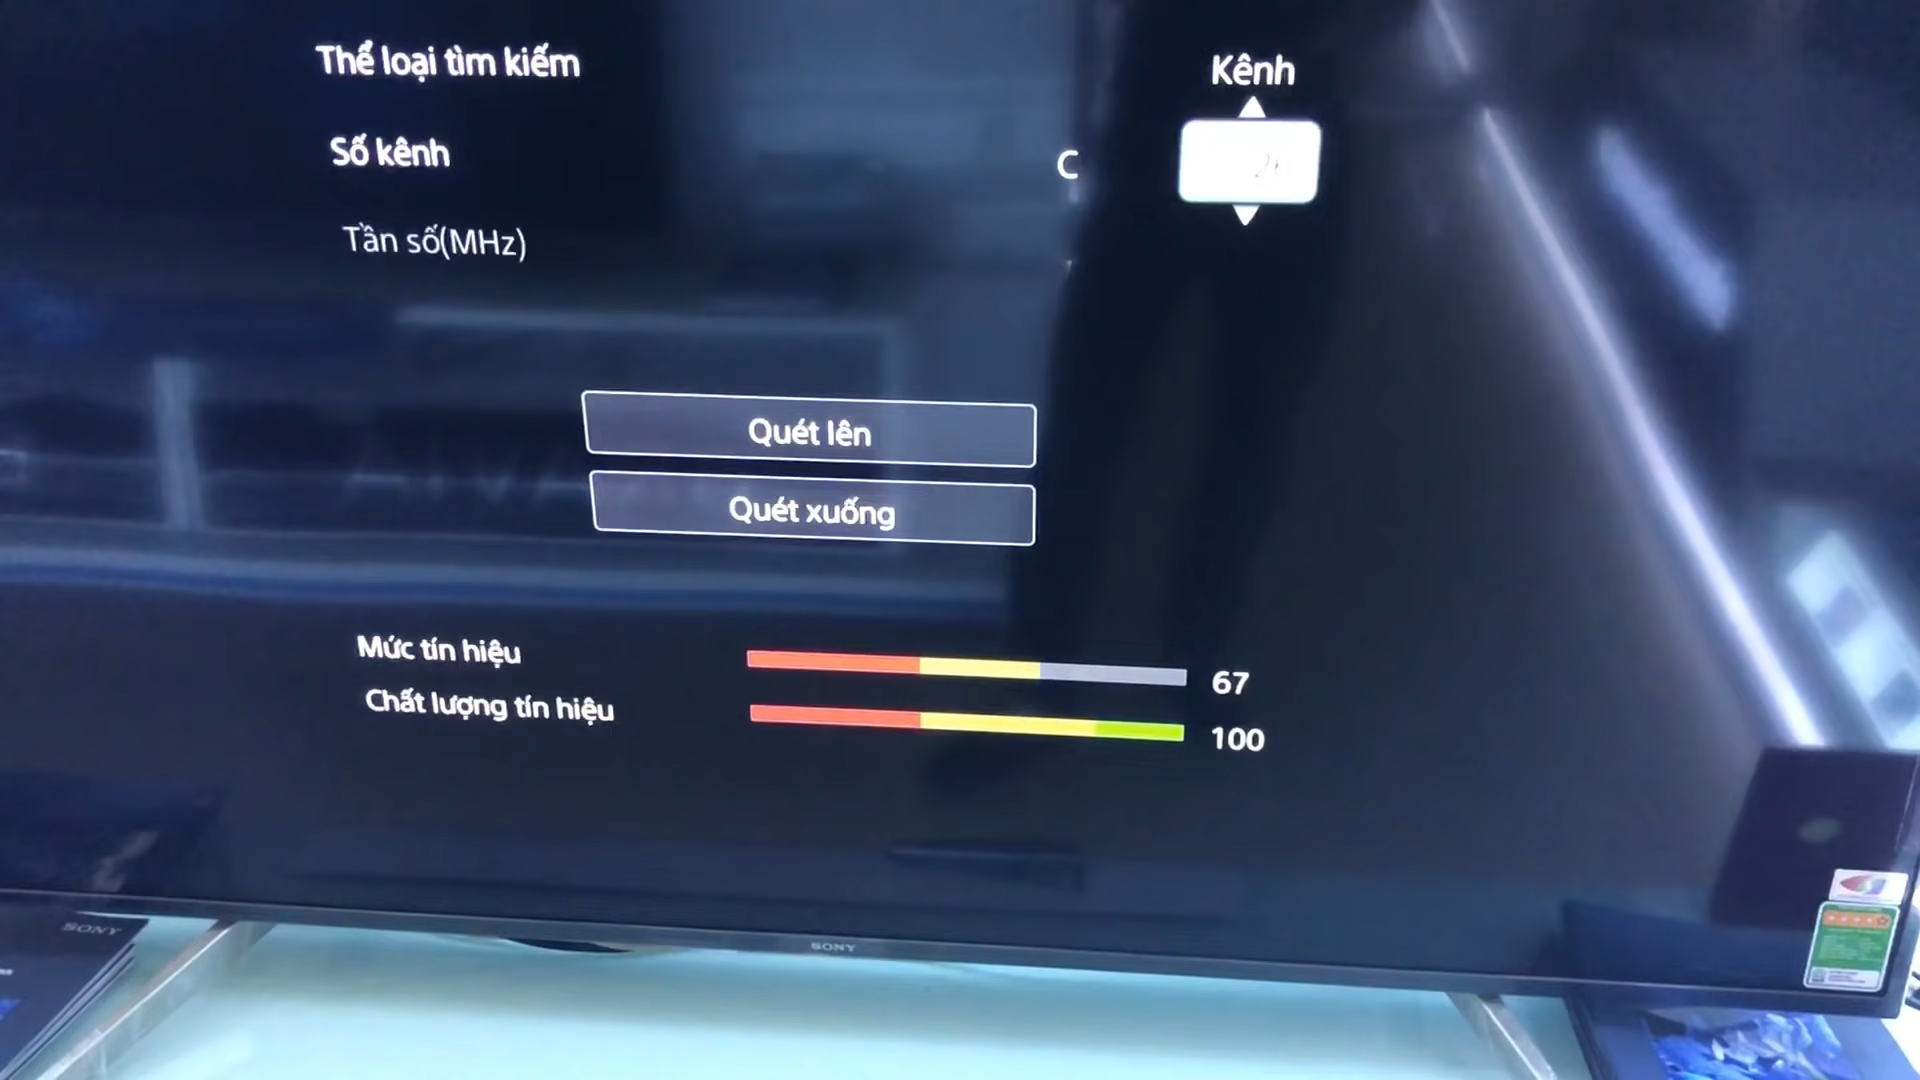 Thể loại tìm kiếm
Kênh
Số kênh
C
Tần số(MHz)
Quét lên
Quét xuống
Mức tín hiệu
67
Chất lượng tín hiệu
100
SONY
SONY